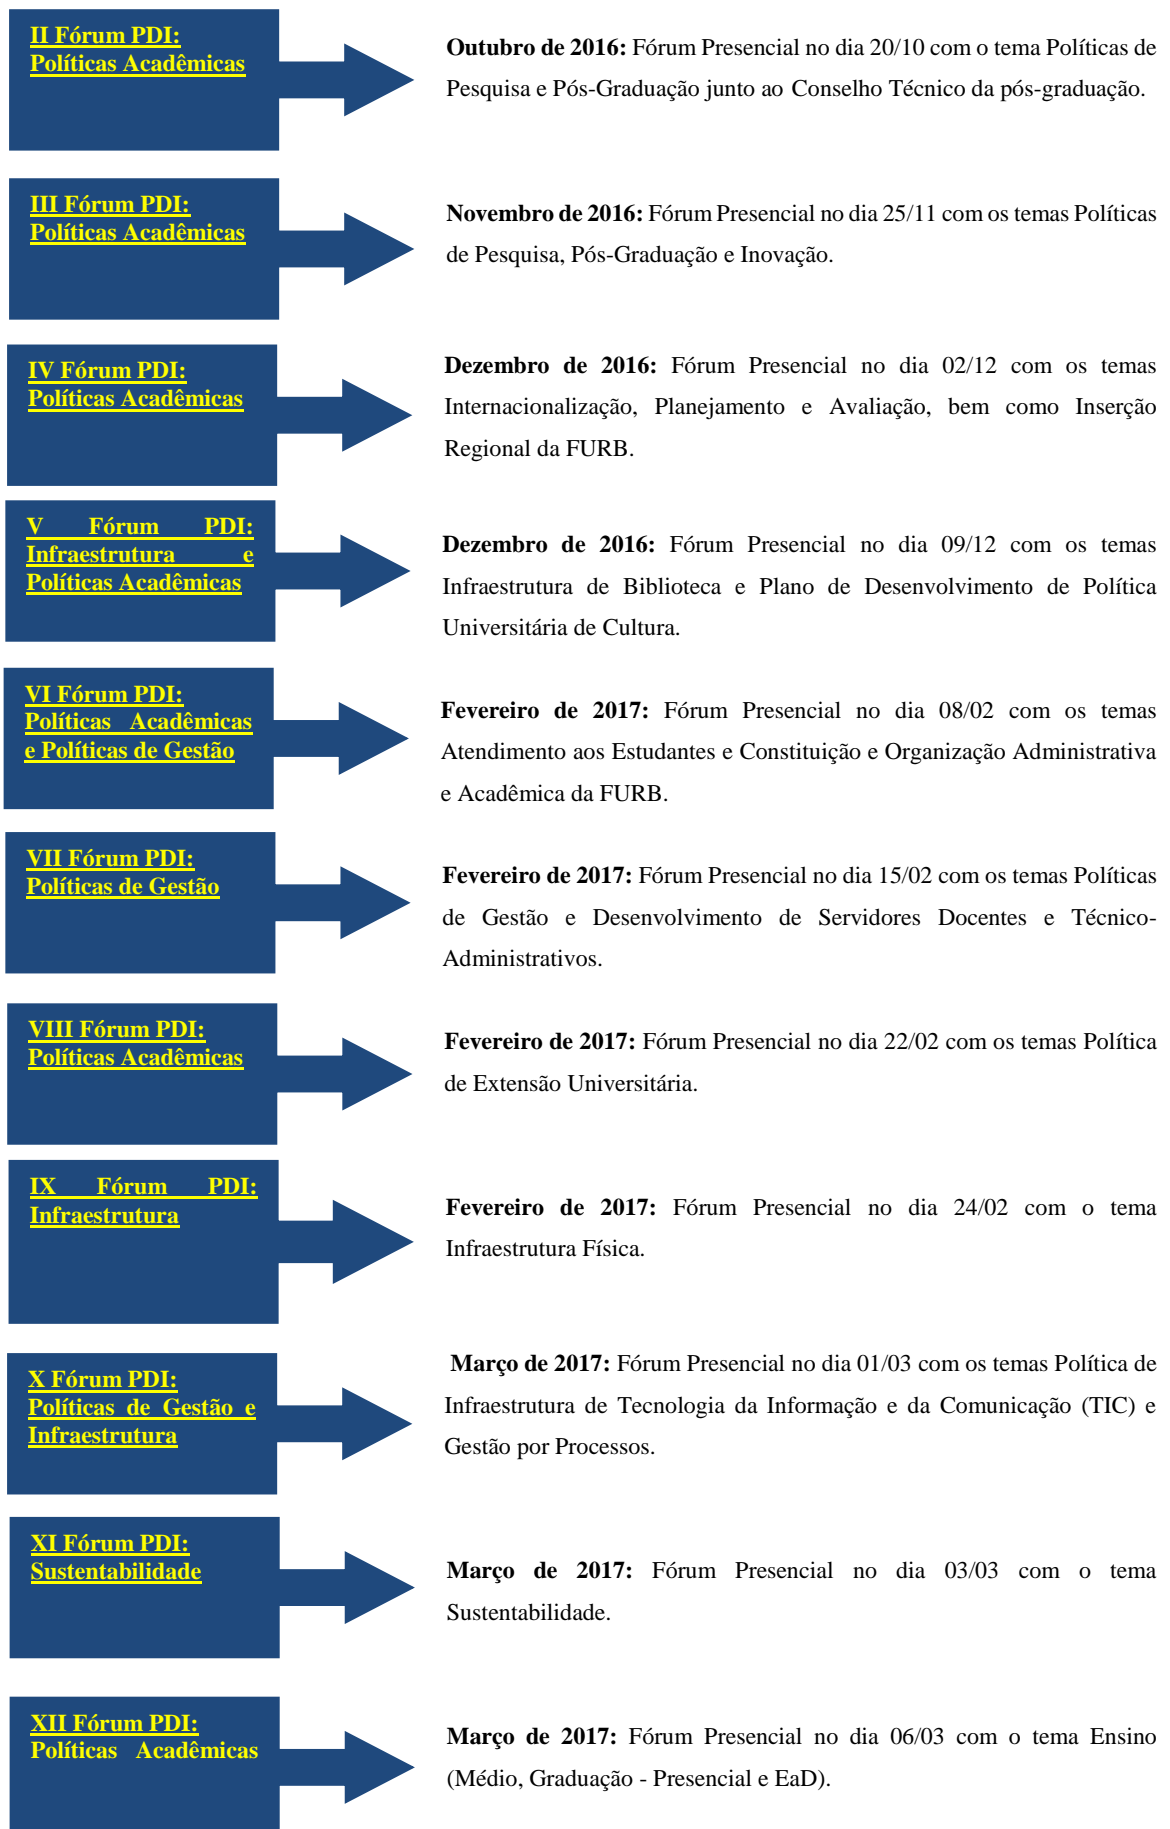 II Fórum PDI:
Políticas Acadêmicas
Outubro de 2016: Fórum Presencial no dia 20/10 com o tema Políticas de
Pesquisa e Pós-Graduação junto ao Conselho Técnico da pós-graduação.
III Fórum PDI:
Políticas Acadêmicas
Novembro de 2016: Fórum Presencial no dia 25/11 com os temas Políticas
de Pesquisa, Pós-Graduação e Inovação.
IV Fórum PDI:
Políticas Acadêmicas
Dezembro de 2016: Fórum Presencial no dia 02/12 com os temas
Internacionalização, Planejamento e Avaliação, bem como Inserção
Regional da FURB.
V Fórum PDI:
Infraestrutura e
Políticas Acadêmicas
Dezembro de 2016: Fórum Presencial no dia 09/12 com os temas
Infraestrutura de Biblioteca e Plano de Desenvolvimento de Política
Universitária de Cultura.
VI Fórum PDI:
Políticas Acadêmicas
e Políticas de Gestão
Fevereiro de 2017: Fórum Presencial no dia 08/02 com os temas
Atendimento aos Estudantes e Constituição e Organização Administrativa
e Acadêmica da FURB.
VII Fórum PDI:
Políticas de Gestão
Fevereiro de 2017: Fórum Presencial no dia 15/02 com os temas Políticas
de Gestão e Desenvolvimento de Servidores Docentes e Técnico-
Administrativos.
VIII Fórum PDI:
Políticas Acadêmicas
Fevereiro de 2017: Fórum Presencial no dia 22/02 com os temas Política
de Extensão Universitária.
IX Fórum PDI:
Infraestrutura
Fevereiro de 2017: Fórum Presencial no dia 24/02 com o tema
Infraestrutura Física.
X Fórum PDI:
Políticas de Gestão e
Infraestrutura
Março de 2017: Fórum Presencial no dia 01/03 com os temas Política de
Infraestrutura de Tecnologia da Informação e da Comunicação (TIC) e
Gestão por Processos.
XI Fórum PDI:
Sustentabilidade
Março de 2017: Fórum Presencial no dia 03/03 com o tema
Sustentabilidade.
XII Fórum PDI:
Políticas Acadêmicas
Março de 2017: Fórum Presencial no dia 06/03 com o tema Ensino
(Médio, Graduação - Presencial e EaD).